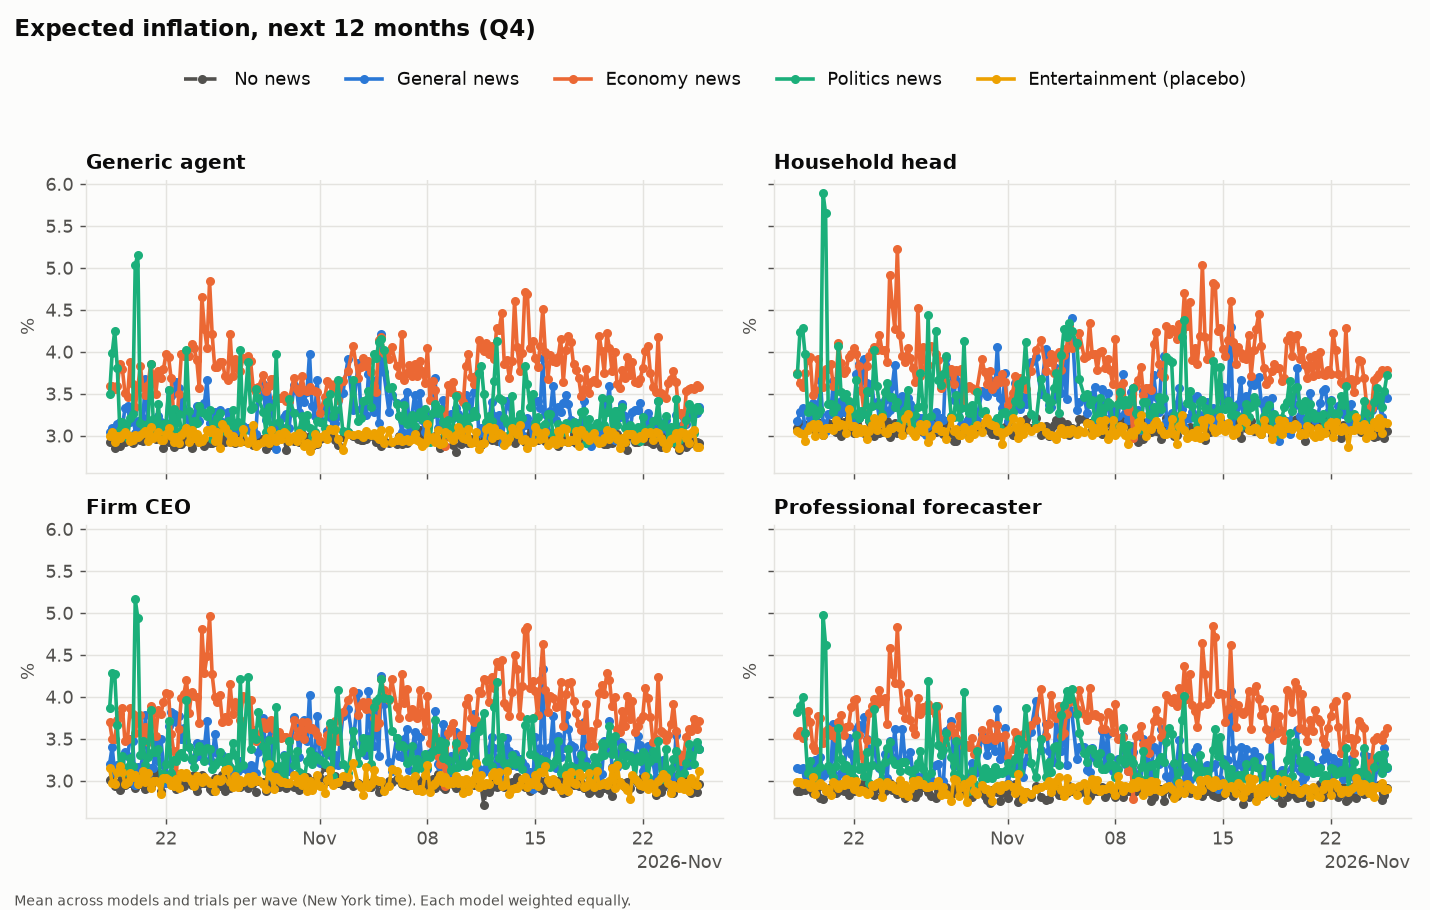 Expected inflation, next 12 months (Q4)
No news General news Economy news Politics news Entertainment (placebo)
Generic agent
Household head
6.0
5.5
5.0
4.5
4.0
3.5
3.0
%
%
Firm CEO
Professional forecaster
6.0
5.5
5.0
4.5
4.0
3.5
3.0
%
%
22 Nov 08 15 22
2026-Nov
22 Nov 08 15 22
2026-Nov
Mean across models and trials per wave (New York time). Each model weighted equally.